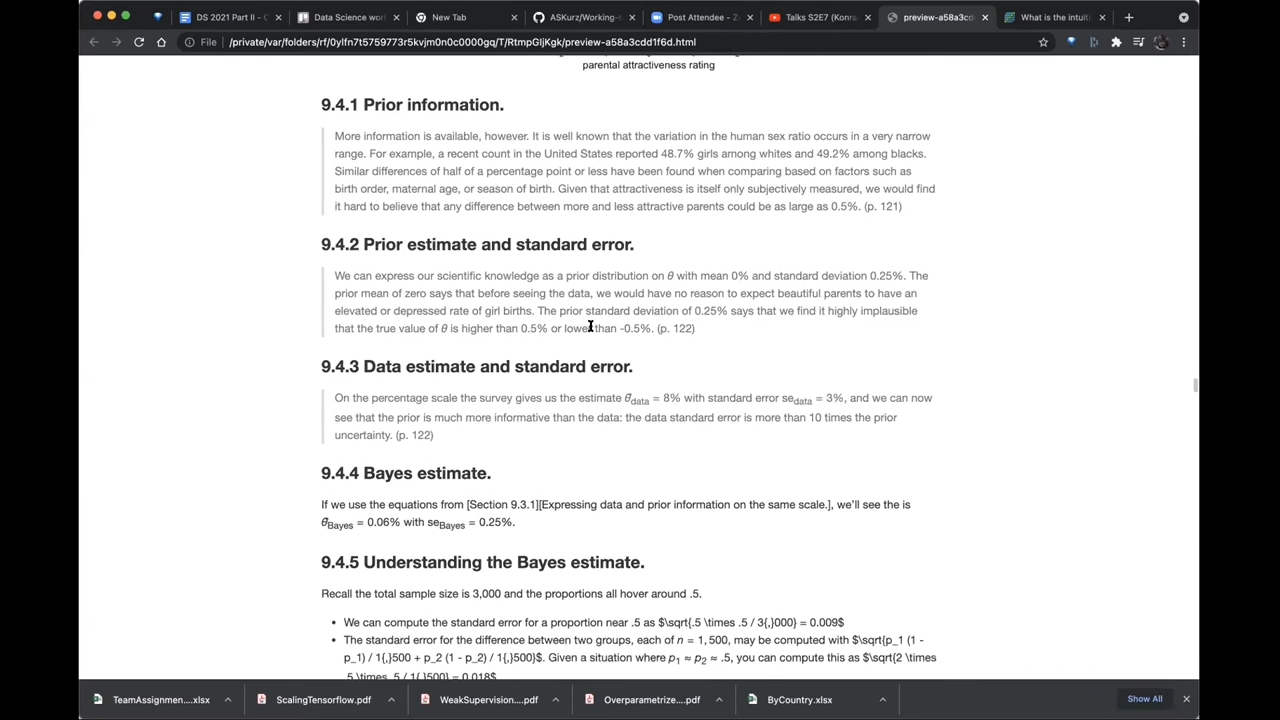 DS 2021 Part II - C
Data Science wor
New Tab
ASKurz/Working-
Post Attendee - Z
Talks S2E7 (Konra
preview-a58a3cd
What is the intuiti
File
/private/var/folders/rf/0ylfn7t5759773r5kvjm0n0c0000gq/T/RtmpGIjKgk/preview-a58a3cdd1f6d.html
parental attractiveness rating
9.4.1 Prior information.
More information is available, however. It is well known that the variation in the human sex ratio occurs in a very narrow
range. For example, a recent count in the United States reported 48.7% girls among whites and 49.2% among blacks.
Similar differences of half of a percentage point or less have been found when comparing based on factors such as
birth order, maternal age, or season of birth. Given that attractiveness is itself only subjectively measured, we would find
it hard to believe that any difference between more and less attractive parents could be as large as 0.5%. (p. 121)
9.4.2 Prior estimate and standard error.
We can express our scientific knowledge as a prior distribution on θ with mean 0% and standard deviation 0.25%. The
prior mean of zero says that before seeing the data, we would have no reason to expect beautiful parents to have an
elevated or depressed rate of girl births. The prior standard deviation of 0.25% says that we find it highly implausible
that the true value of θ is higher than 0.5% or lower than -0.5%. (p. 122)
9.4.3 Data estimate and standard error.
On the percentage scale the survey gives us the estimate θ̂data = 8% with standard error sedata = 3%, and we can now
see that the prior is much more informative than the data: the data standard error is more than 10 times the prior
uncertainty. (p. 122)
9.4.4 Bayes estimate.
If we use the equations from [Section 9.3.1][Expressing data and prior information on the same scale.], we'll see the is
θ̂Bayes = 0.06% with seBayes = 0.25%.
9.4.5 Understanding the Bayes estimate.
Recall the total sample size is 3,000 and the proportions all hover around .5.
• We can compute the standard error for a proportion near .5 as $\sqrt{.5 \times .5 / 3{,}000} = 0.009$
• The standard error for the difference between two groups, each of n = 1, 500, may be computed with $\sqrt{p_1 (1 -
p_1) / 1{,}500 + p_2 (1 - p_2) / 1{,}500}$. Given a situation where p1 ≈ p2 ≈ .5, you can compute this as $\sqrt{2 \times
.5 \times .5 / 1{,}500} = 0.018$
TeamAssignmen....xlsx
ScalingTensorflow.pdf
WeakSupervision....pdf
Overparametrize....pdf
ByCountry.xlsx
Show All